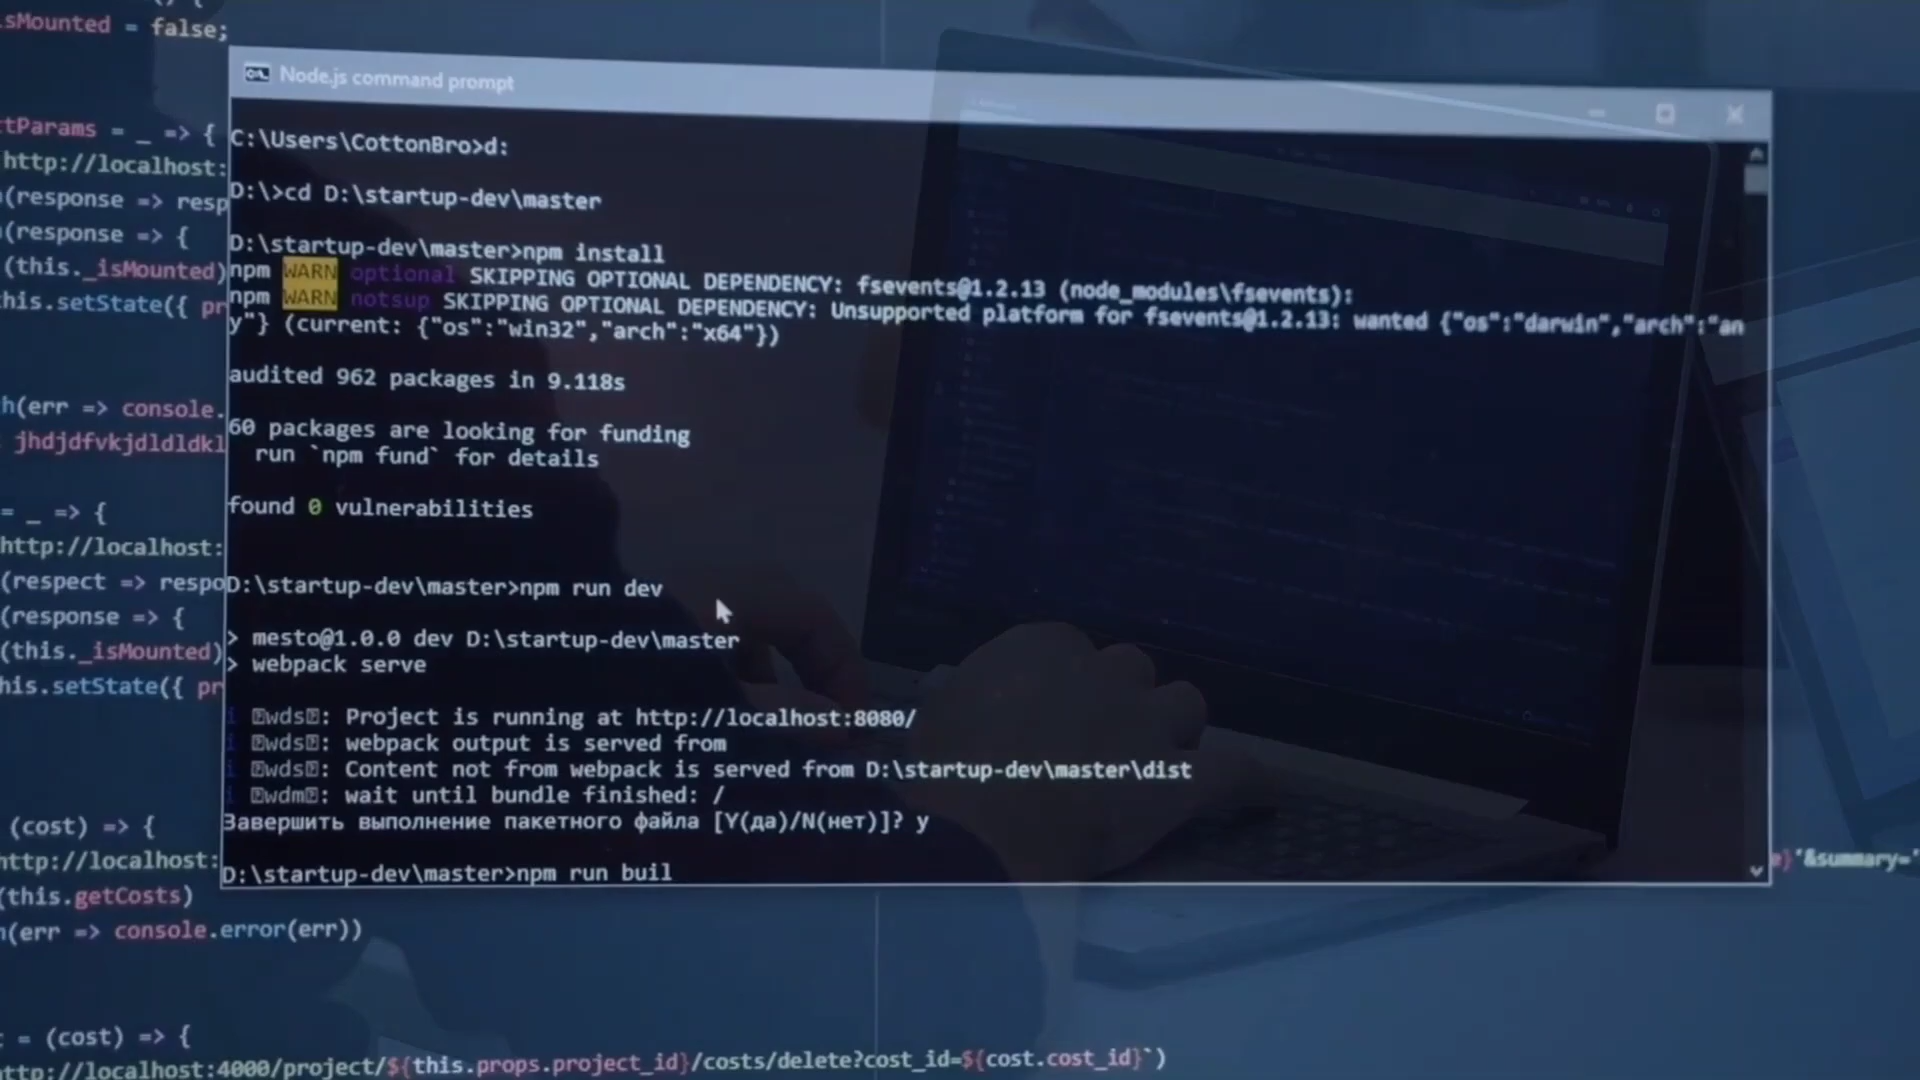 isMounted = false;
Node.js command prompt
C:\Users\CottonBro>d:
D:\>cd D:\startup-dev\master
D:\startup-dev\master>npm install
npm WARN optional SKIPPING OPTIONAL DEPENDENCY: fsevents@1.2.13 (node_modules\fsevents):
npm WARN notsup SKIPPING OPTIONAL DEPENDENCY: Unsupported platform for fsevents@1.2.13: wanted {"os":"darwin","arch":"an
y"} (current: {"os":"win32","arch":"x64"})
audited 962 packages in 9.118s
60 packages are looking for funding
run `npm fund` for details
found 0 vulnerabilities
D:\startup-dev\master>npm run dev
> mesto@1.0.0 dev D:\startup-dev\master
> webpack serve
i ｢wds｣: Project is running at http://localhost:8080/
i ｢wds｣: webpack output is served from
i ｢wds｣: Content not from webpack is served from D:\startup-dev\master\dist
i ｢wdm｣: wait until bundle finished: /
Завершить выполнение пакетного файла [Y(да)/N(нет)]? y
D:\startup-dev\master>npm run buil
ctParams = _ => {
http://localhost:
(response => resp
(response => {
(this._isMounted)
his.setState({ pr
h(err => console.
jhdjdfvkjdldldkl
= _ => {
http://localhost:
(respect => respo
(response => {
(this._isMounted)
his.setState({ pr
(cost) => {
http://localhost:
(this.getCosts)
(err => console.error(err))
}'&summary='
= (cost) => {
http://localhost:4000/project/${this.props.project_id}/costs/delete?cost_id=${cost.cost_id}`)